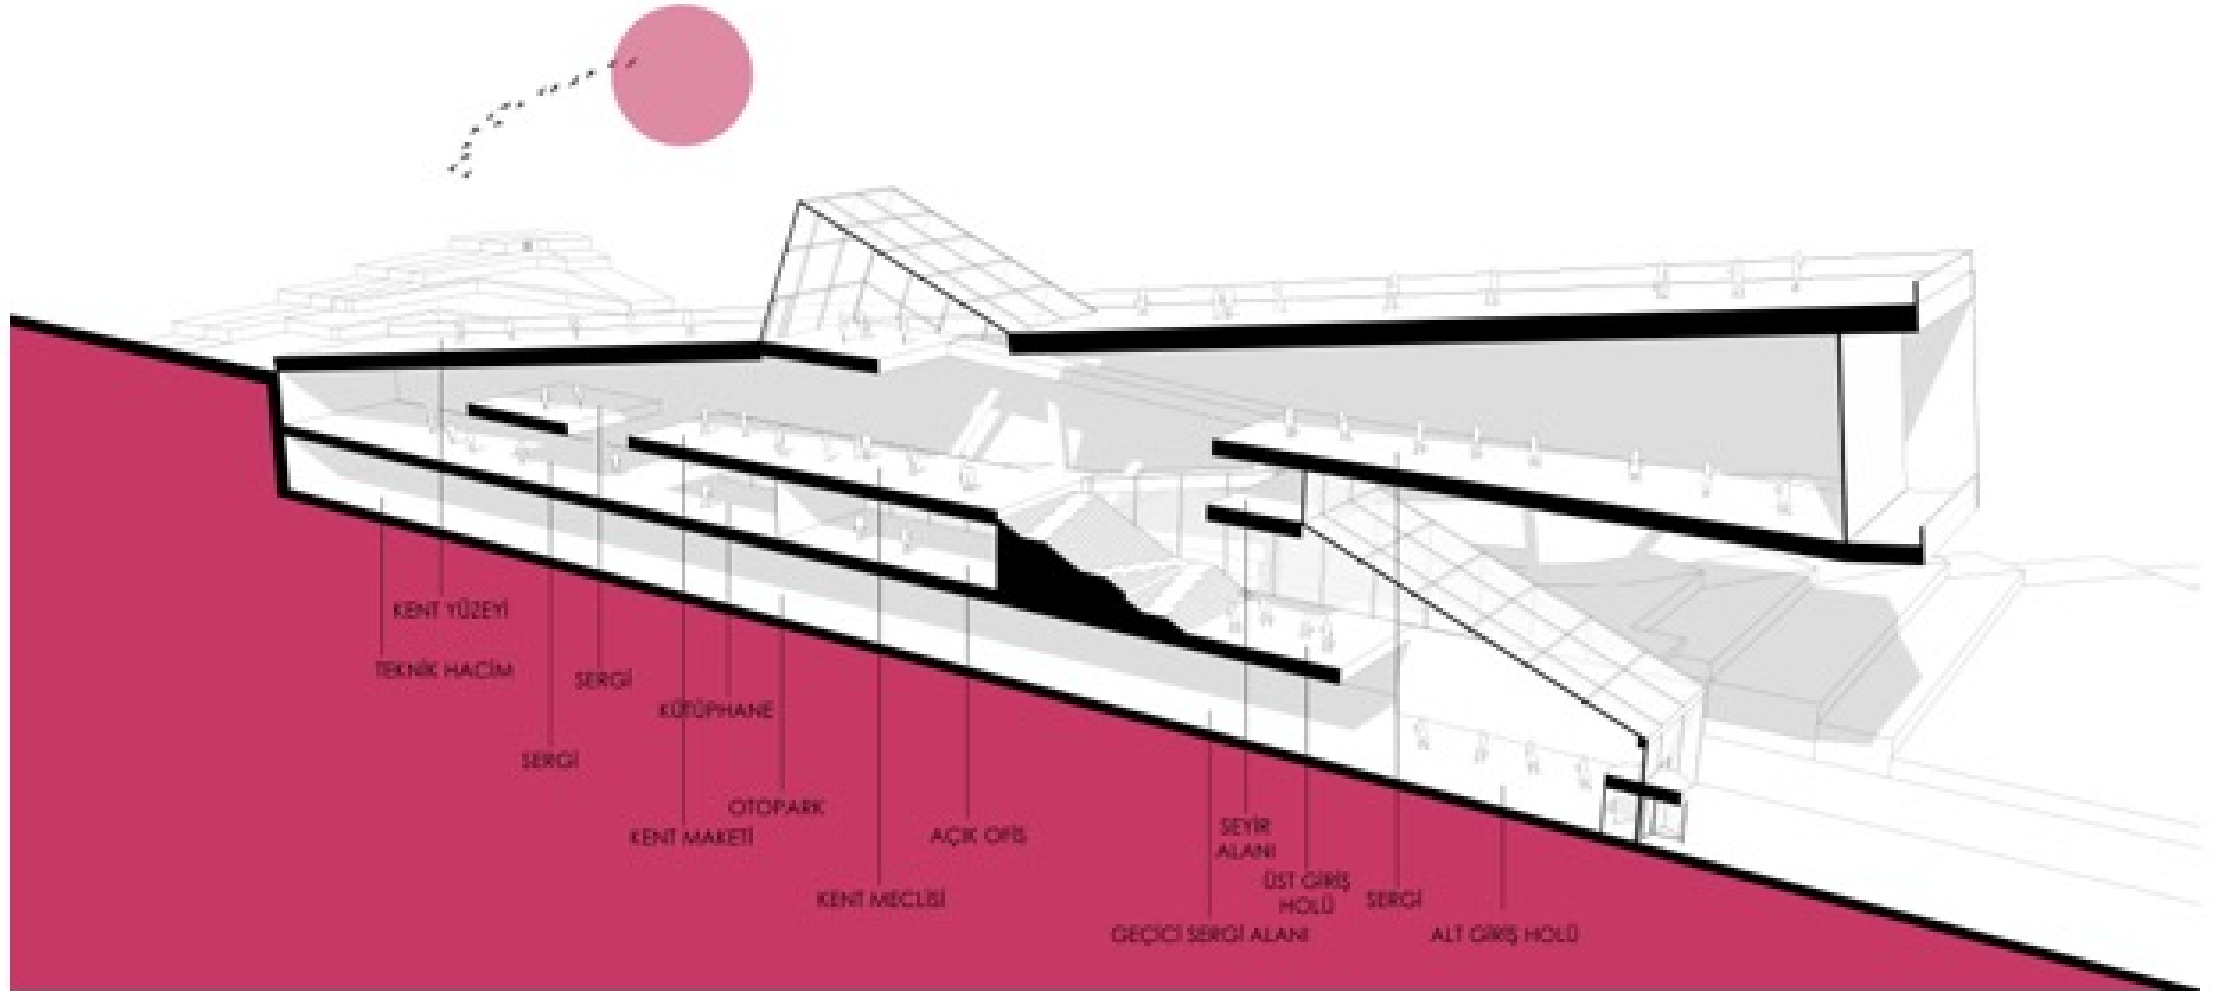 KENT YÜZEYİ
TEKNİK HACİM
SERGİ
KÜTÜPHANE
SERGİ
OTOPARK
KENT MAKETİ
AÇIK OFİS
SEYİR
ALANI
KENT MECLİSİ
ÜST GİRİŞ
HOLÜ
SERGİ
GEÇİCİ SERGİ ALANI
ALT GİRİŞ HOLÜ